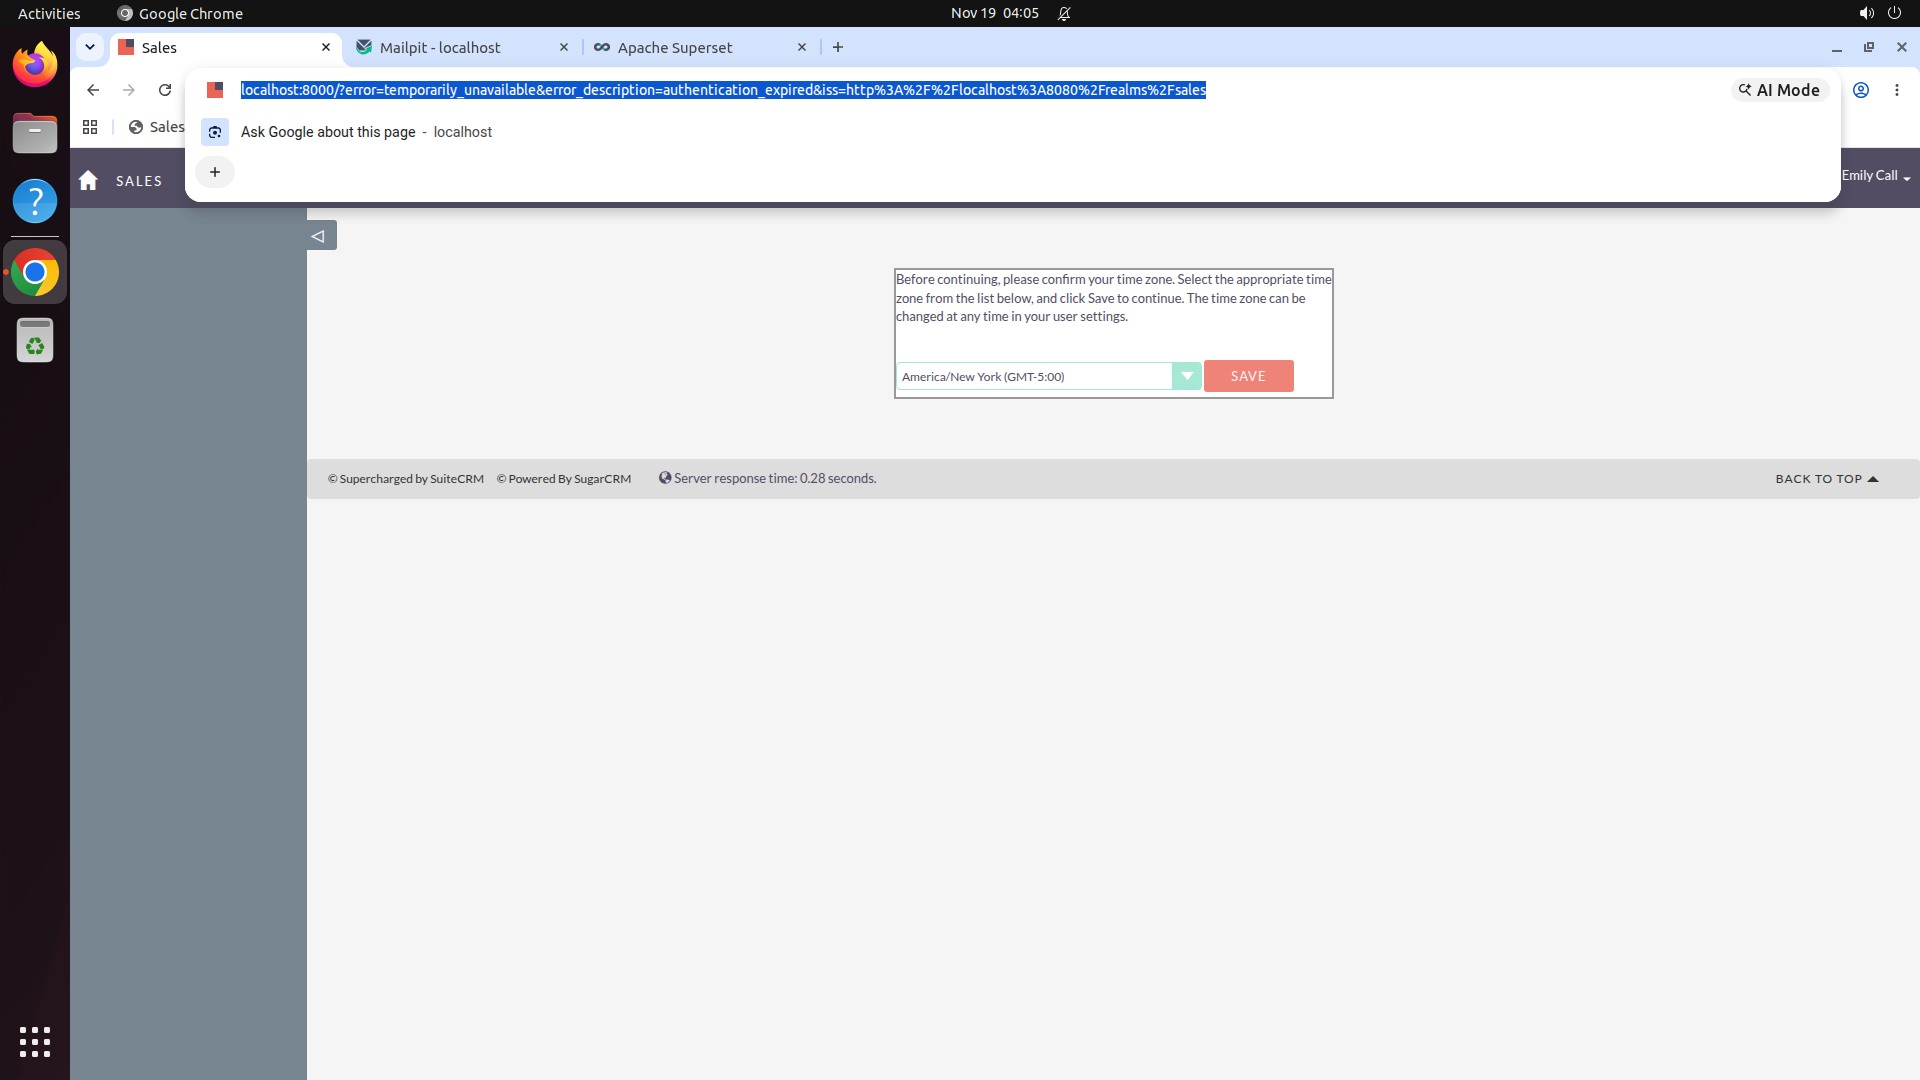 Activities
Google Chrome
Nov 19 04:05
Sales
Mailpit - localhost
Apache Superset
localhost:8000/?error=temporarily_unavailable&error_description=authentication_expired&iss=http%3A%2F%2Flocalhost%3A8080%2Frealms%2Fsales
AI Mode
Sales
Ask Google about this page - localhost
SALES
Emily Call
Before continuing, please confirm your time zone. Select the appropriate time
zone from the list below, and click Save to continue. The time zone can be
changed at any time in your user settings.
America/New York (GMT-5:00)
SAVE
© Supercharged by SuiteCRM
© Powered By SugarCRM
Server response time: 0.28 seconds.
BACK TO TOP